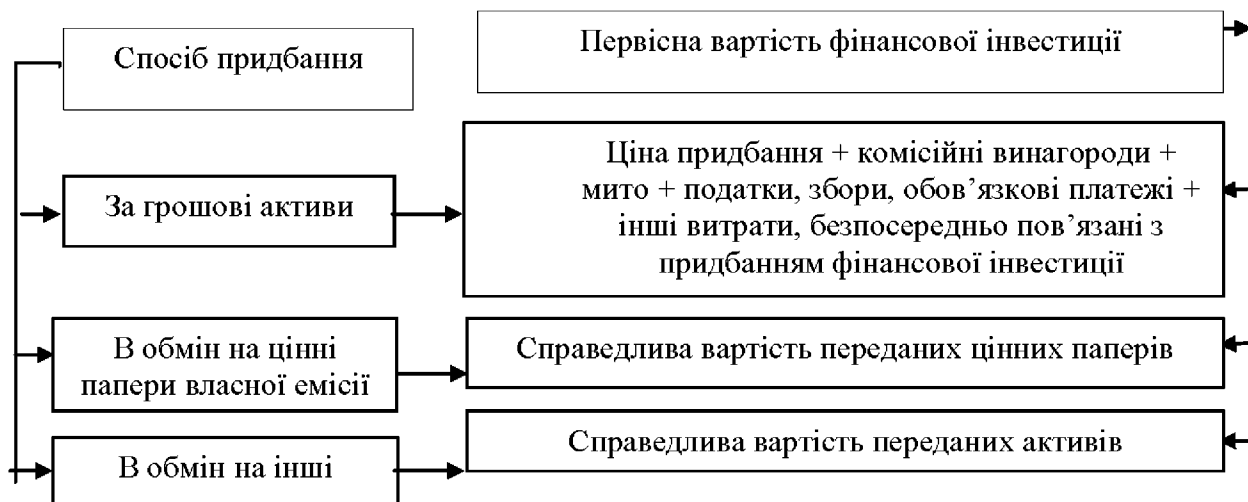 Спосіб придбання
Первісна вартість фінансової інвестиції
За грошові активи
Ціна придбання + комісійні винагороди +
мито + податки, збори, обов’язкові платежі +
інші витрати, безпосередньо пов’язані з
придбанням фінансової інвестиції
В обмін на цінні
папери власної емісії
Справедлива вартість переданих цінних паперів
В обмін на інші
Справедлива вартість переданих активів